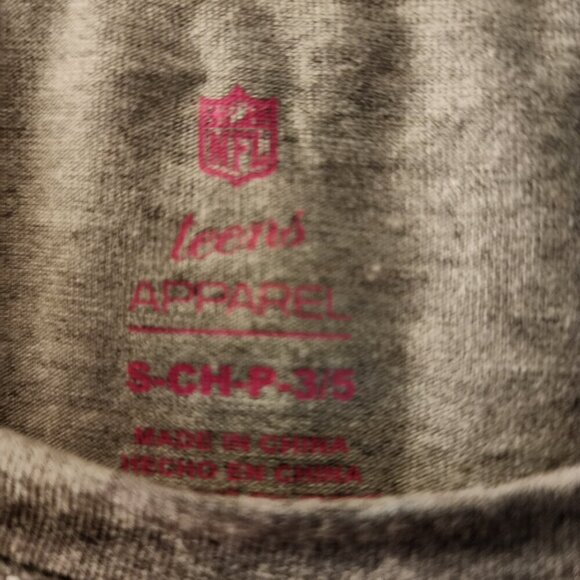 NFL
teens
APPAREL
S-CH-P-3/5
MADE IN CHINA
HECHO EN CHINA